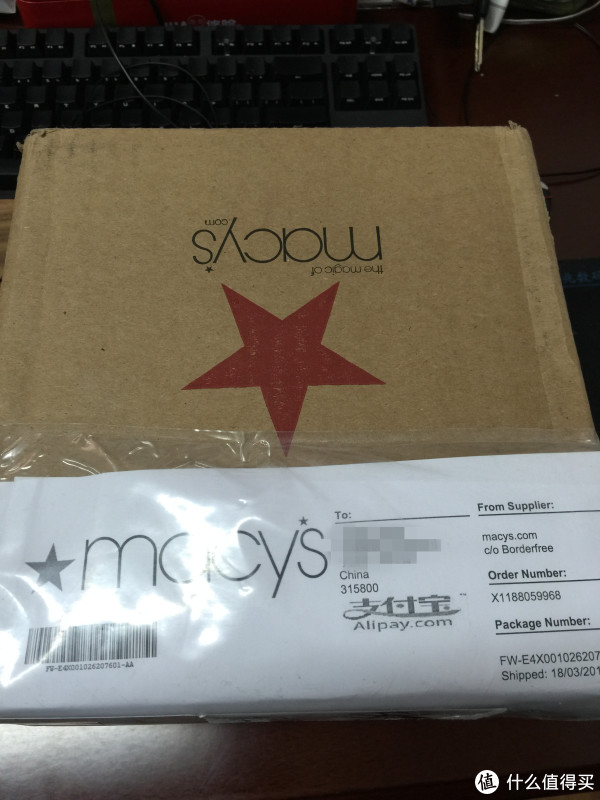 the magic of
macy's
.com
macy's
To:
China
315800
支付宝™
Alipay.com
From Supplier:
macys.com
c/o Borderfree
Order Number:
X1188059968
Package Number:
FW-E4X001026207
Shipped: 18/03/201
FW-E4X001026207601-AA
值 什么值得买